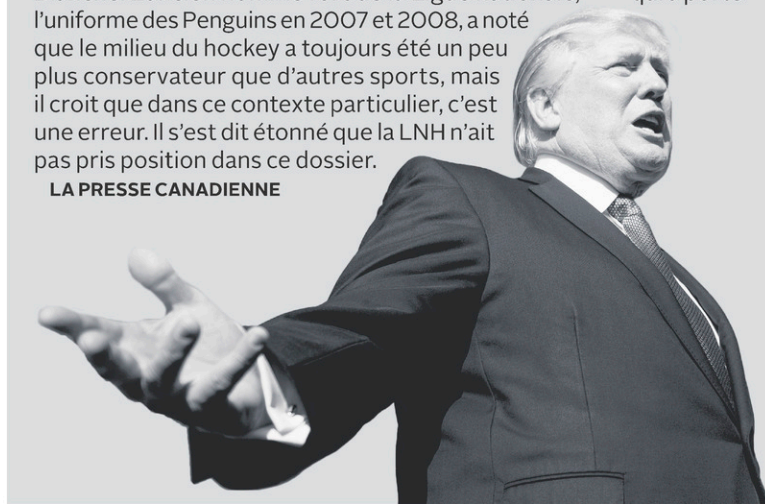 l'uniforme des Penguins en 2007 et 2008, a noté
que le milieu du hockey a toujours été un peu
plus conservateur que d'autres sports, mais
il croit que dans ce contexte particulier, c'est
une erreur. Il s'est dit étonné que la LNH n'ait
pas pris position dans ce dossier.
LA PRESSE CANADIENNE